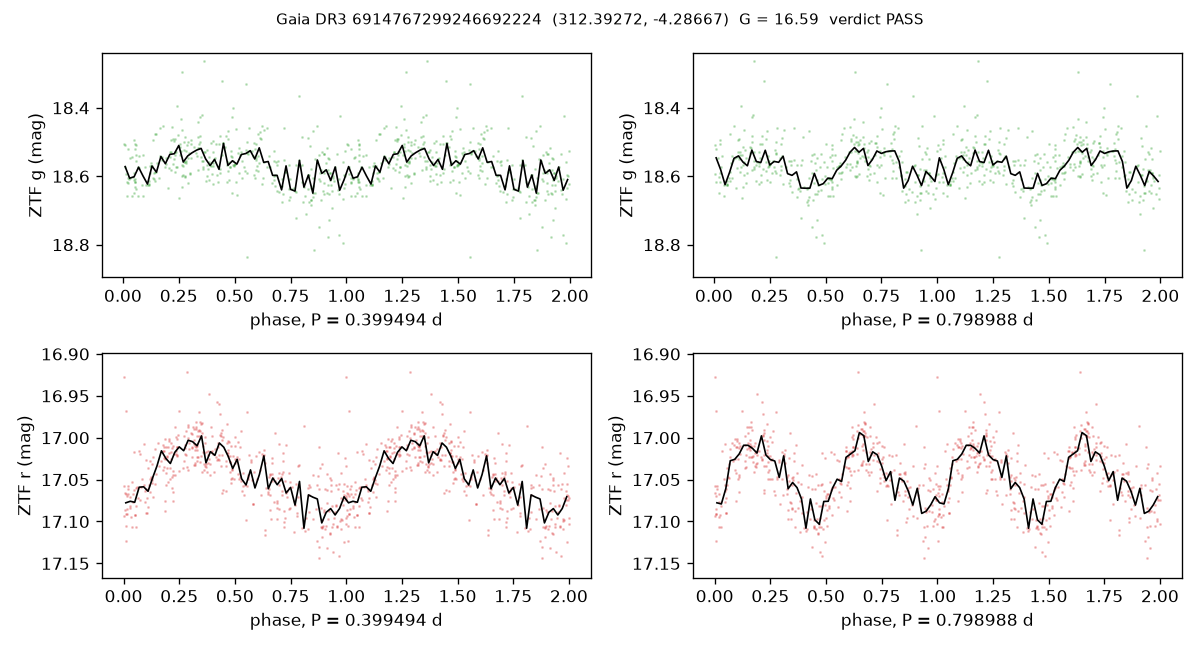 Gaia DR3 6914767299246692224 (312.39272, -4.28667) G = 16.59 verdict PASS
ZTF g (mag)
18.4
18.6
18.8
0.00 0.25 0.50 0.75 1.00 1.25 1.50 1.75 2.00
phase, P = 0.399494 d
ZTF g (mag)
18.4
18.6
18.8
0.00 0.25 0.50 0.75 1.00 1.25 1.50 1.75 2.00
phase, P = 0.798988 d
ZTF r (mag)
16.90
16.95
17.00
17.05
17.10
17.15
0.00 0.25 0.50 0.75 1.00 1.25 1.50 1.75 2.00
phase, P = 0.399494 d
ZTF r (mag)
16.90
16.95
17.00
17.05
17.10
17.15
0.00 0.25 0.50 0.75 1.00 1.25 1.50 1.75 2.00
phase, P = 0.798988 d